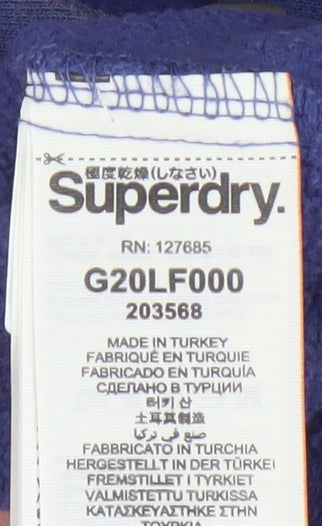 極度乾燥(しなさい)
Superdry.
RN: 127685
G20LF000
203568
MADE IN TURKEY
FABRIQUÉ EN TURQUIE
FABRICADO EN TURQUÍA
СДЕЛАНО В ТУРЦИИ
터키 산
土耳其制造
صنع في تركيا
FABBRICATO IN TURCHIA
HERGESTELLT IN DER TÜRKEI
FREMSTILLET I TYRKIET
VALMISTETTU TURKISSA
ΚΑΤΑΣΚΕΥΑΣΤΗΚΕ ΣΤΗΝ
ΤΟΥΡΚΙΑ